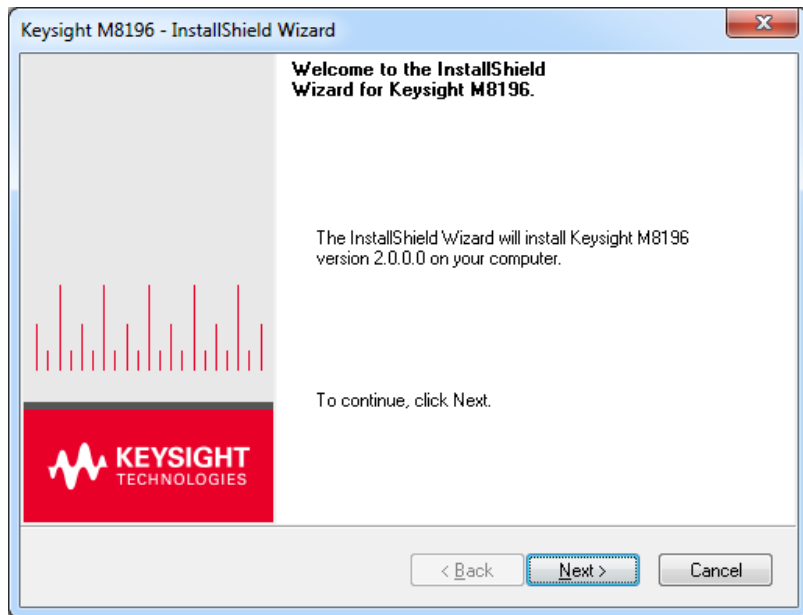 Keysight M8196 - InstallShield Wizard
Welcome to the InstallShield
Wizard for Keysight M8196.
The InstallShield Wizard will install Keysight M8196
version 2.0.0.0 on your computer.
To continue, click Next.
KEYSIGHT
TECHNOLOGIES
< Back
Next >
Cancel